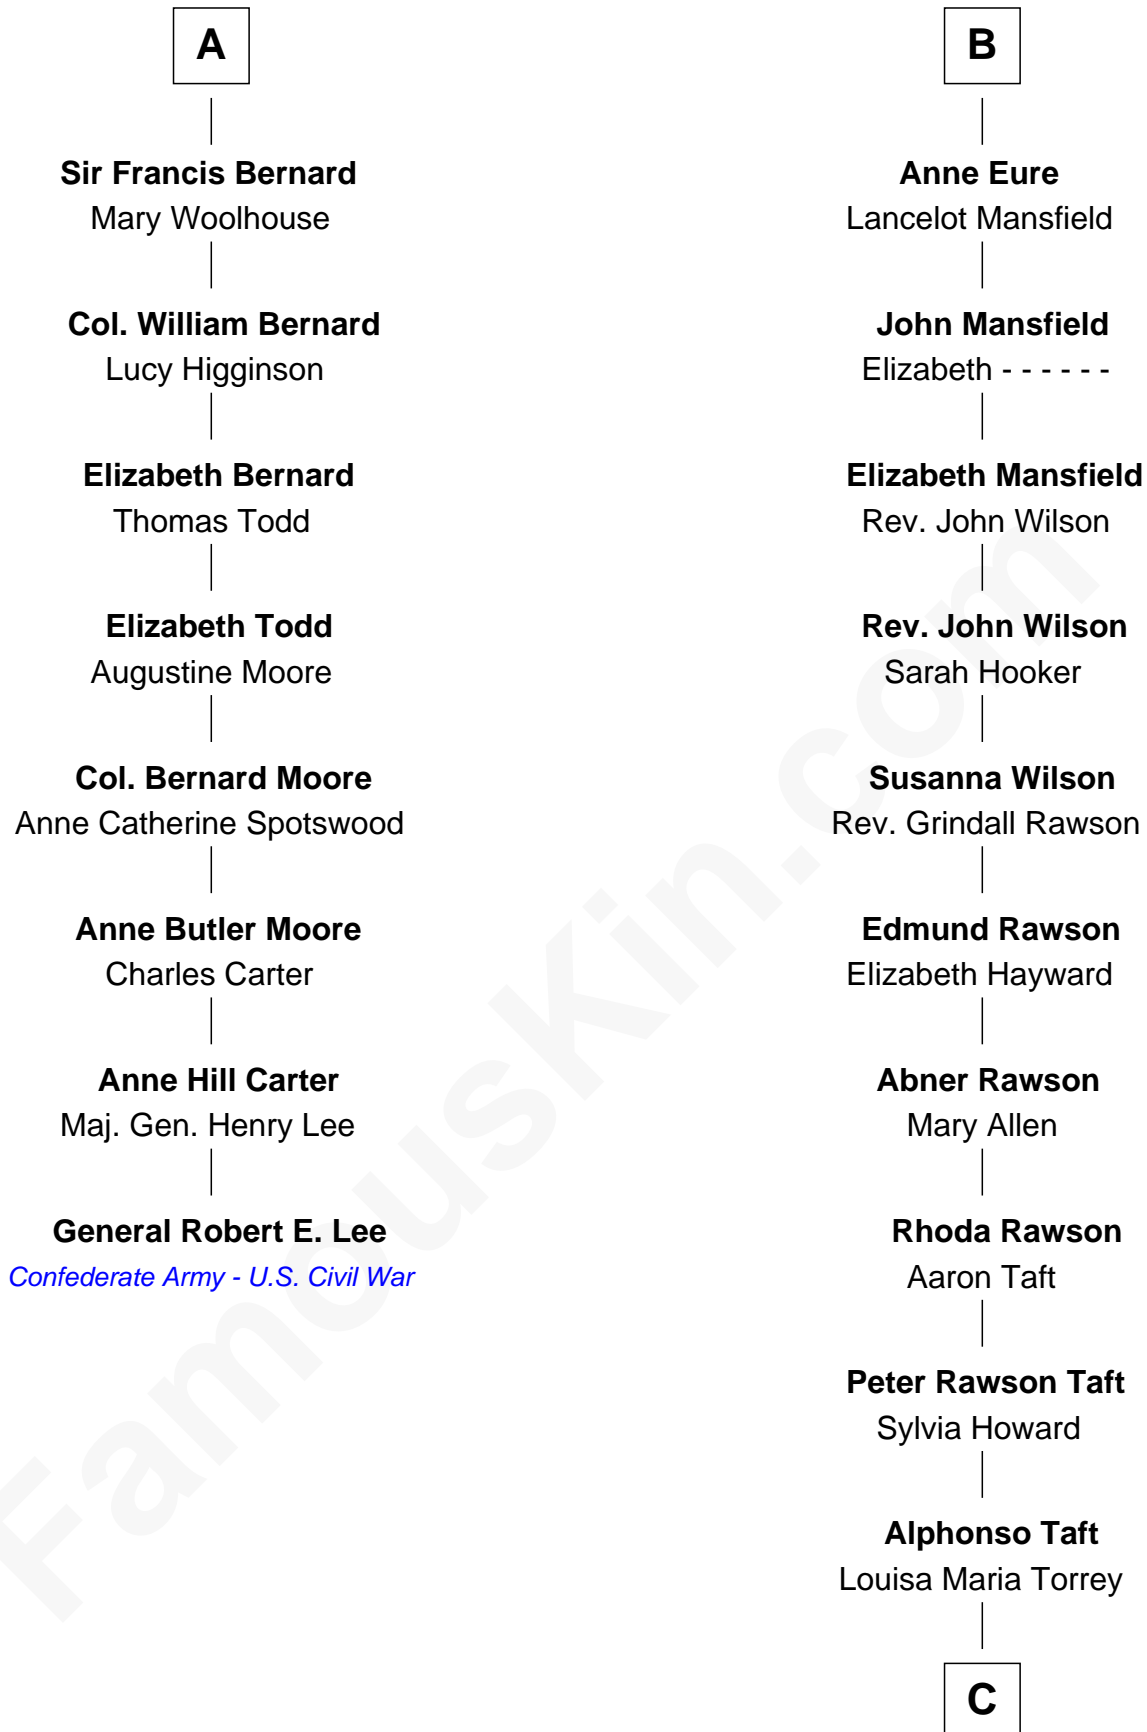 A
Sir Francis Bernard
Mary Woolhouse
Col. William Bernard
Lucy Higginson
Elizabeth Bernard
Thomas Todd
Elizabeth Todd
Augustine Moore
Col. Bernard Moore
Anne Catherine Spotswood
Anne Butler Moore
Charles Carter
Anne Hill Carter
Maj. Gen. Henry Lee
General Robert E. Lee
Confederate Army - U.S. Civil War
B
Anne Eure
Lancelot Mansfield
John Mansfield
Elizabeth - - - - - -
Elizabeth Mansfield
Rev. John Wilson
Rev. John Wilson
Sarah Hooker
Susanna Wilson
Rev. Grindall Rawson
Edmund Rawson
Elizabeth Hayward
Abner Rawson
Mary Allen
Rhoda Rawson
Aaron Taft
Peter Rawson Taft
Sylvia Howard
Alphonso Taft
Louisa Maria Torrey
C
FamousKin.com